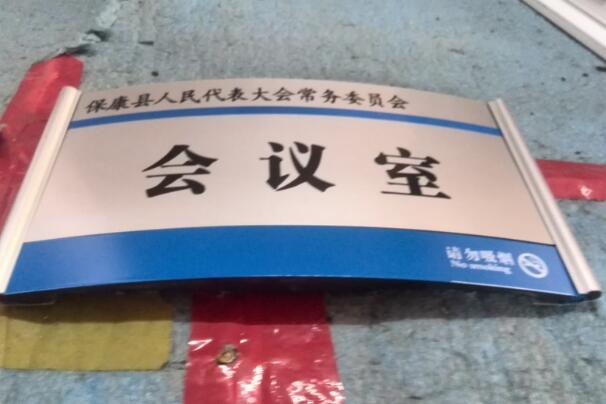 保康县人民代表大会常务委员会
会议室
请勿吸烟
No smoking